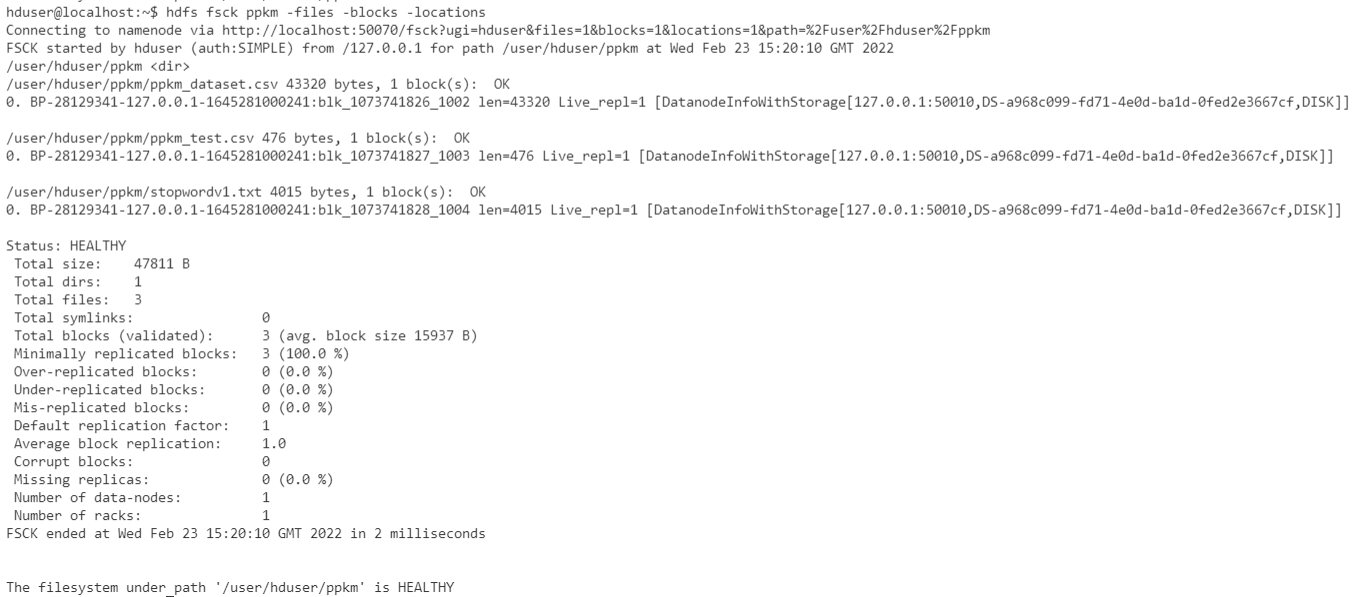 hduser@localhost:~$ hdfs fsck ppkm -files -blocks -locations
Connecting to namenode via http://localhost:50070/fsck?ugi=hduser&files=1&blocks=1&locations=1&path=%2Fuser%2Fhduser%2Fppkm
FSCK started by hduser (auth:SIMPLE) from /127.0.0.1 for path /user/hduser/ppkm at Wed Feb 23 15:20:10 GMT 2022
/user/hduser/ppkm <dir>
/user/hduser/ppkm/ppkm_dataset.csv 43320 bytes, 1 block(s):  OK
0. BP-28129341-127.0.0.1-1645281000241:blk_1073741826_1002 len=43320 Live_repl=1 [DatanodeInfoWithStorage[127.0.0.1:50010,DS-a968c099-fd71-4e0d-ba1d-0fed2e3667cf,DISK]]
/user/hduser/ppkm/ppkm_test.csv 476 bytes, 1 block(s):  OK
0. BP-28129341-127.0.0.1-1645281000241:blk_1073741827_1003 len=476 Live_repl=1 [DatanodeInfoWithStorage[127.0.0.1:50010,DS-a968c099-fd71-4e0d-ba1d-0fed2e3667cf,DISK]]
/user/hduser/ppkm/stopwordv1.txt 4015 bytes, 1 block(s):  OK
0. BP-28129341-127.0.0.1-1645281000241:blk_1073741828_1004 len=4015 Live_repl=1 [DatanodeInfoWithStorage[127.0.0.1:50010,DS-a968c099-fd71-4e0d-ba1d-0fed2e3667cf,DISK]]
Status: HEALTHY
Total size:    47811 B
Total dirs:    1
Total files:   3
Total symlinks:                0
Total blocks (validated):      3 (avg. block size 15937 B)
Minimally replicated blocks:   3 (100.0 %)
Over-replicated blocks:        0 (0.0 %)
Under-replicated blocks:       0 (0.0 %)
Mis-replicated blocks:         0 (0.0 %)
Default replication factor:    1
Average block replication:     1.0
Corrupt blocks:                0
Missing replicas:              0 (0.0 %)
Number of data-nodes:          1
Number of racks:               1
FSCK ended at Wed Feb 23 15:20:10 GMT 2022 in 2 milliseconds
The filesystem under path '/user/hduser/ppkm' is HEALTHY